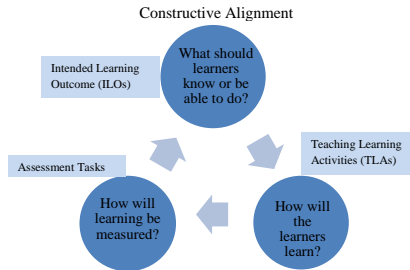 Constructive Alignment
What should
learners
know or be
able to do?
Intended Learning
Outcome (ILOs)
Teaching Learning
Activities (TLAs)
Assessment Tasks
How will
learning be
measured?
How will
the
learners
learn?